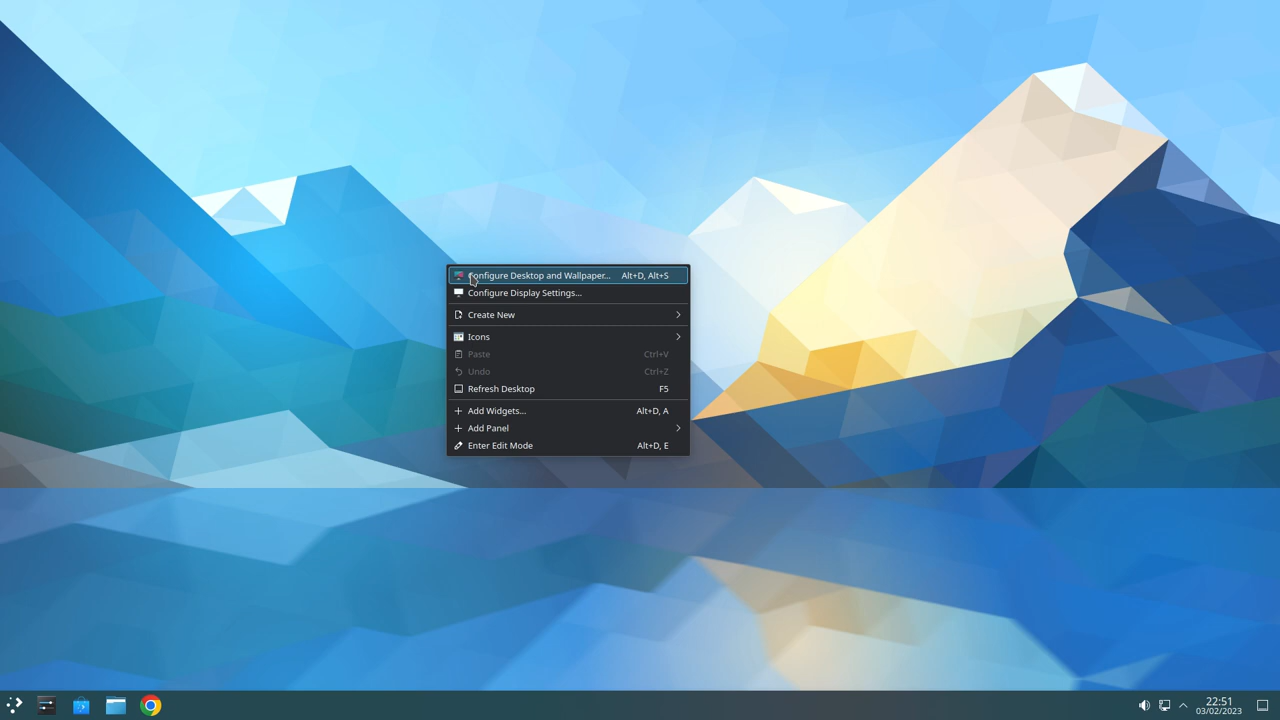 Configure Desktop and Wallpaper... Alt+D, Alt+S
Configure Display Settings...
Create New
Icons
Paste Ctrl+V
Undo Ctrl+Z
Refresh Desktop F5
Add Widgets... Alt+D, A
Add Panel
Enter Edit Mode Alt+D, E
22:51
03/02/2023